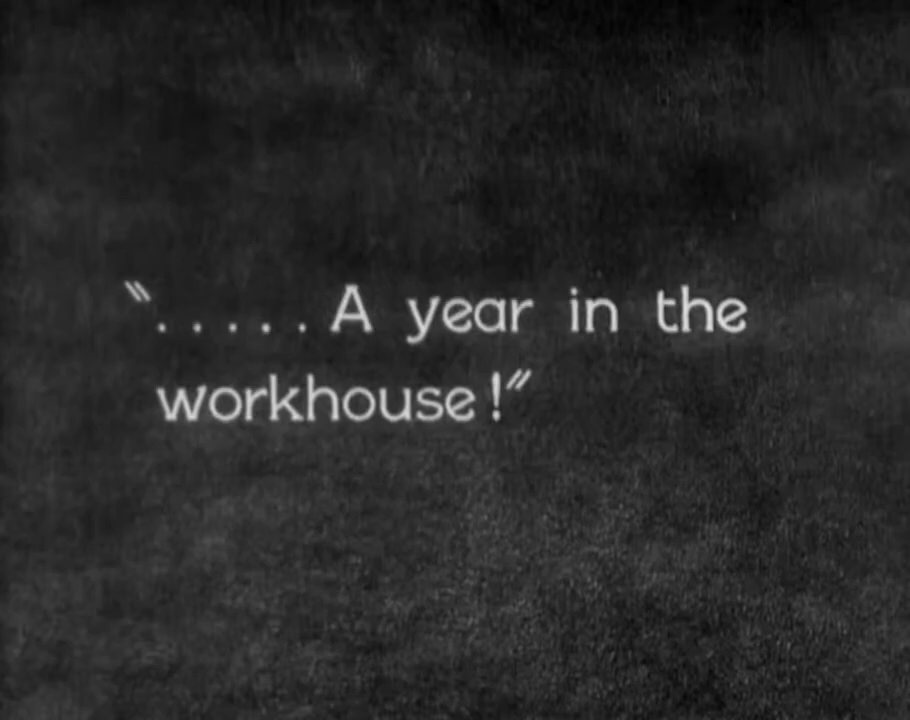 ".....A year in the
workhouse!"